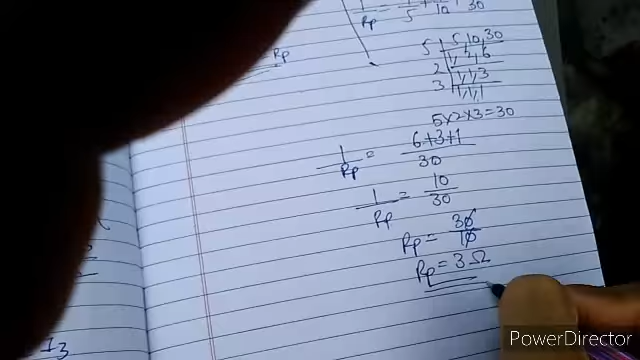 1/Rp = 1/5 + 1/10 + 1/30
Rp
5 | 5, 10, 30
2 | 1, 2, 6
3 | 1, 1, 3
1, 1, 1
5×2×3=30
1/Rp = 6+3+1/30
1/Rp = 10/30
Rp = 30/10
Rp = 3 Ω
I3
PowerDirector